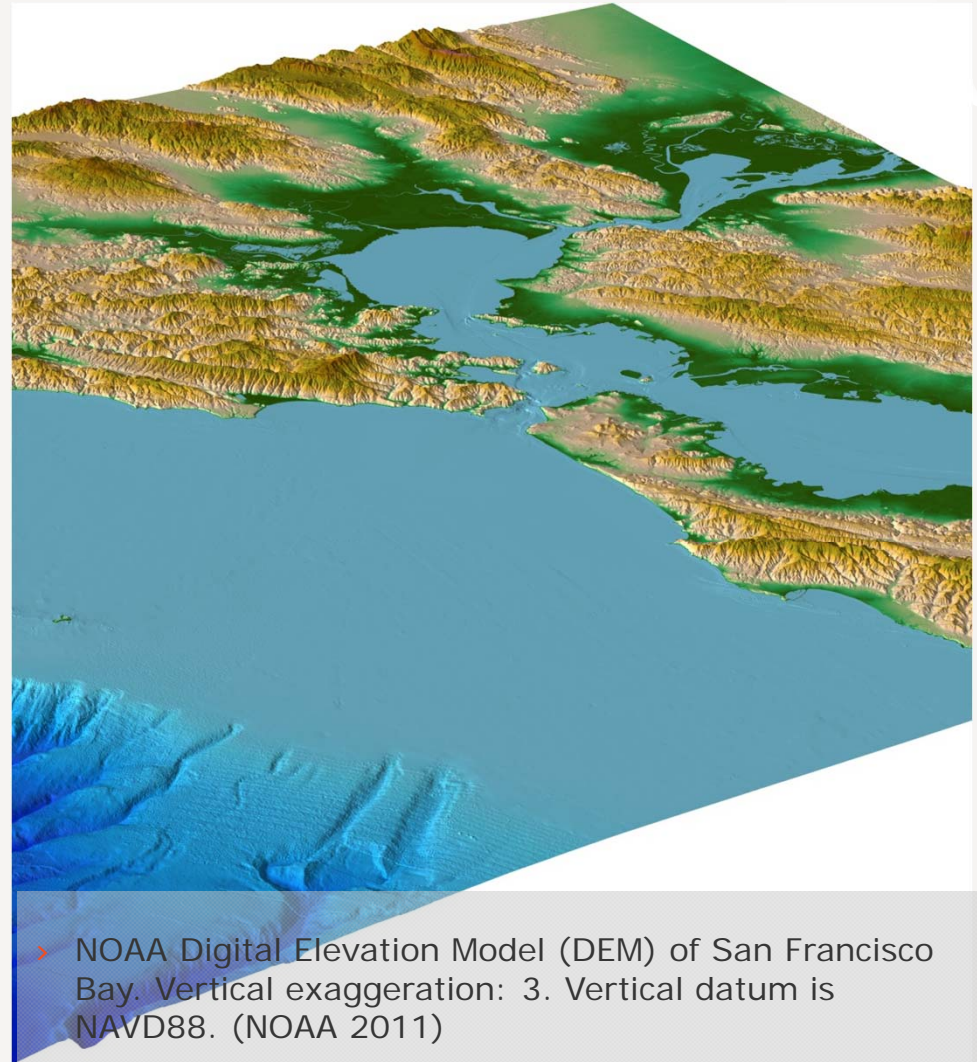 › NOAA Digital Elevation Model (DEM) of San Francisco
Bay. Vertical exaggeration: 3. Vertical datum is
NAVD88. (NOAA 2011)